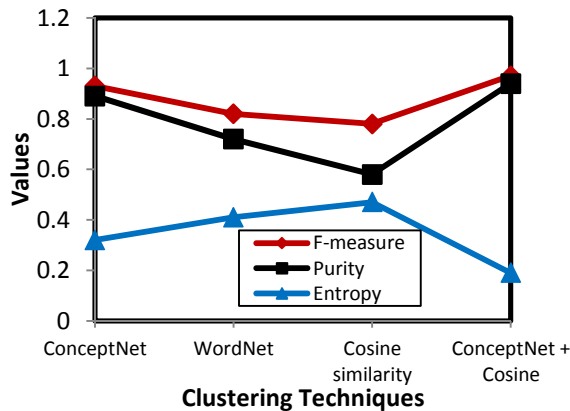 1.2
1
0.8
0.6
0.4
0.2
0
Values
F-measure
Purity
Entropy
ConceptNet
WordNet
Cosine
similarity
ConceptNet +
Cosine
Clustering Techniques